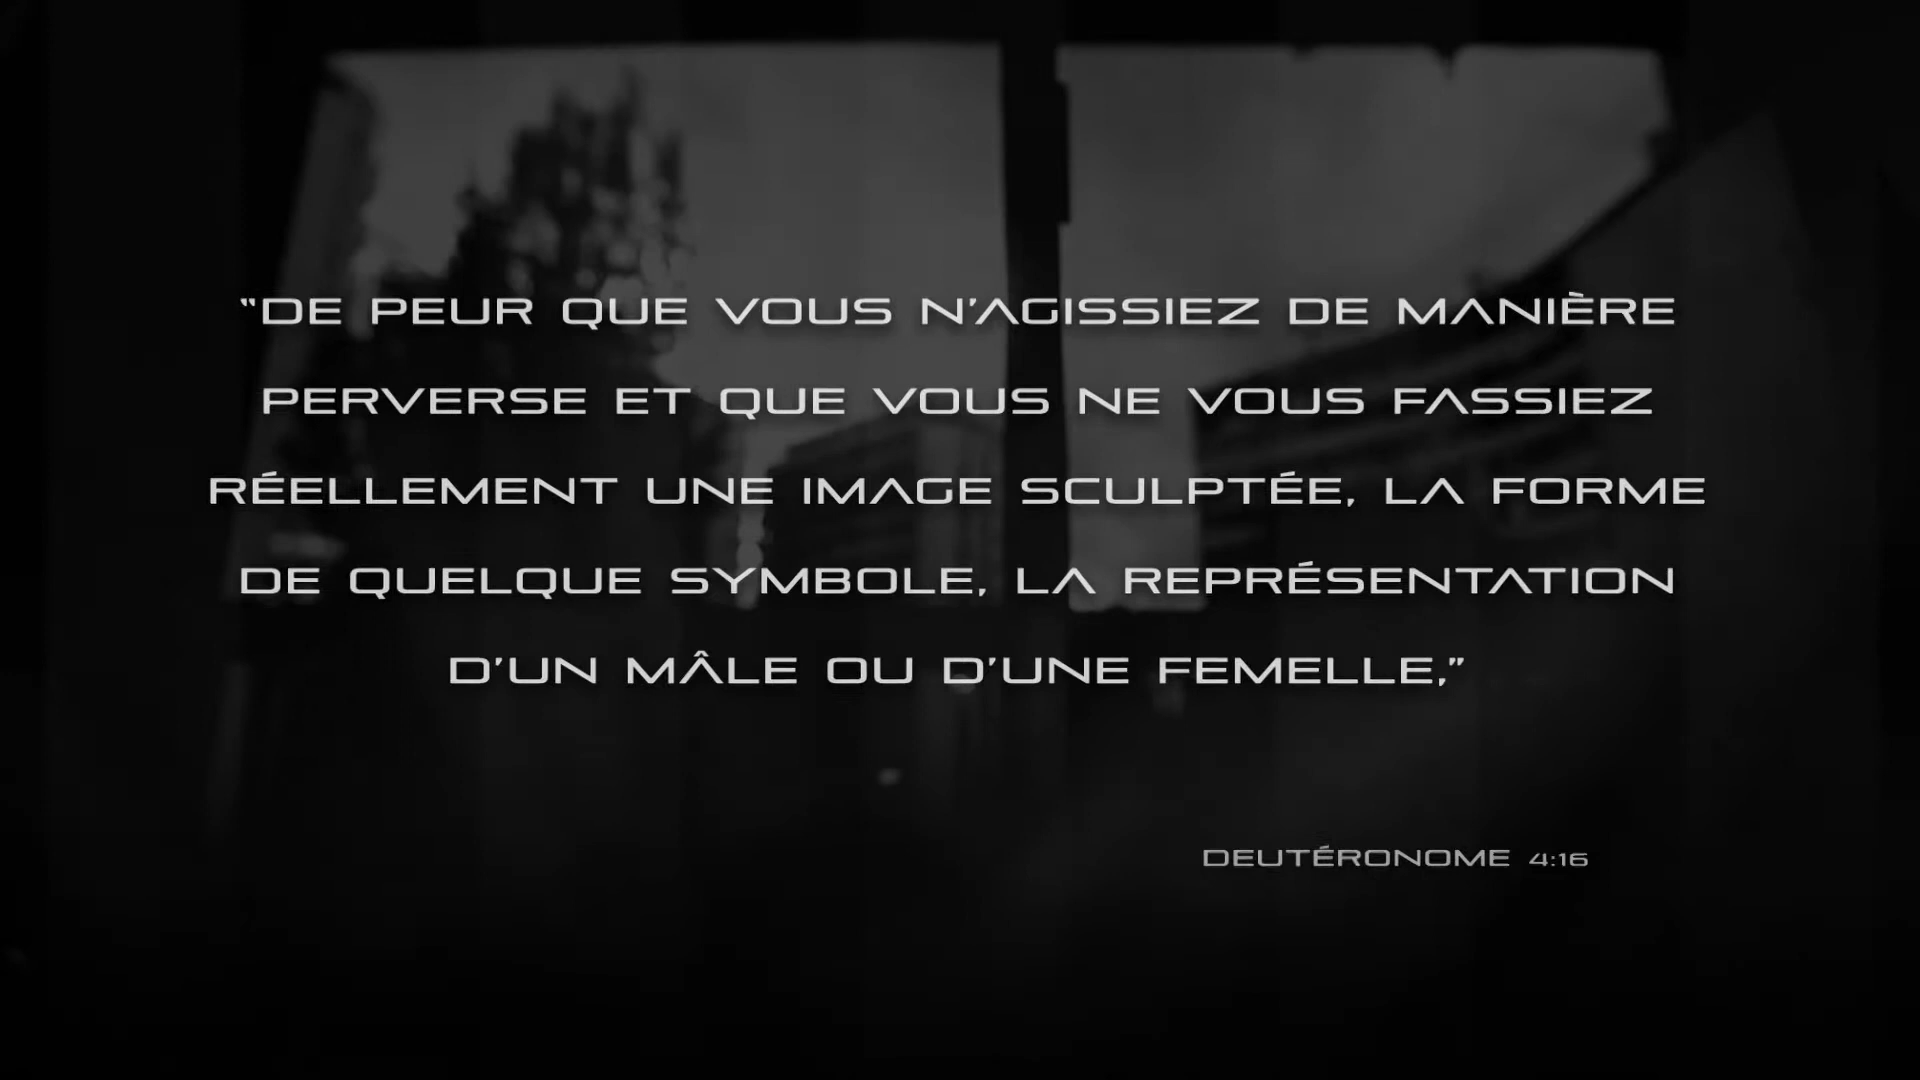 “DE PEUR QUE VOUS N’AGISSIEZ DE MANIÈRE
PERVERSE ET QUE VOUS NE VOUS FASSIEZ
RÉELLEMENT UNE IMAGE SCULPTÉE, LA FORME
DE QUELQUE SYMBOLE, LA REPRÉSENTATION
D’UN MÂLE OU D’UNE FEMELLE,”
DEUTÉRONOME 4:16